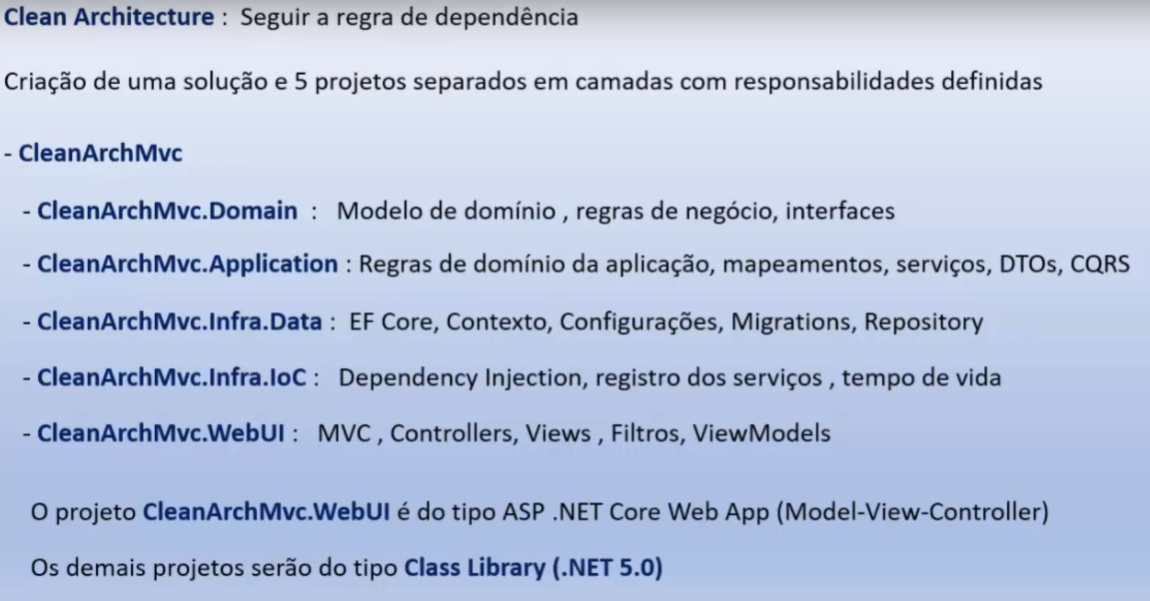 Clean Architecture : Seguir a regra de dependência
Criação de uma solução e 5 projetos separados em camadas com responsabilidades definidas
- CleanArchMvc
- CleanArchMvc.Domain : Modelo de domínio , regras de negócio, interfaces
- CleanArchMvc.Application : Regras de domínio da aplicação, mapeamentos, serviços, DTOs, CQRS
- CleanArchMvc.Infra.Data : EF Core, Contexto, Configurações, Migrations, Repository
- CleanArchMvc.Infra.IoC : Dependency Injection, registro dos serviços , tempo de vida
- CleanArchMvc.WebUI : MVC , Controllers, Views , Filtros, ViewModels
O projeto CleanArchMvc.WebUI é do tipo ASP .NET Core Web App (Model-View-Controller)
Os demais projetos serão do tipo Class Library (.NET 5.0)